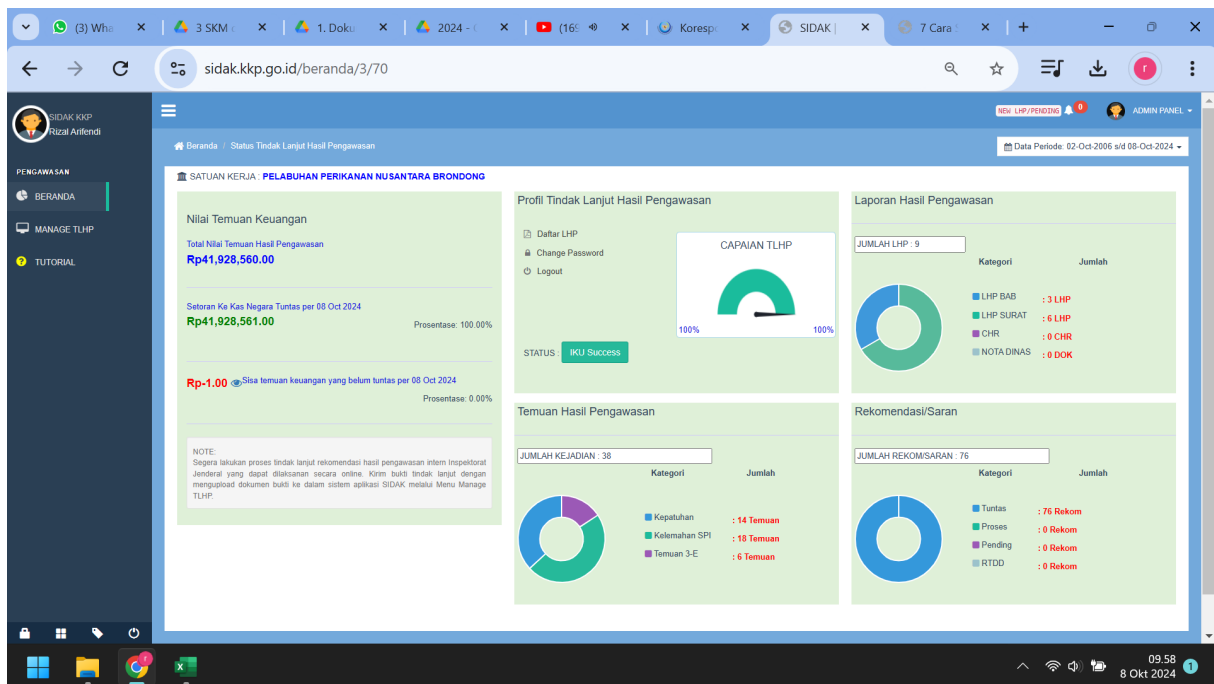 (3) Wha
3 SKM
1. Doku
2024 -
(169
Koresp
SIDAK |
7 Cara
sidak.kkp.go.id/beranda/3/70
r
SIDAK KKP
Rizal Arifendi
NEW LHP/PENDING
0
ADMIN PANEL
Beranda / Status Tindak Lanjut Hasil Pengawasan
Data Periode: 02-Oct-2006 s/d 08-Oct-2024
PENGAWASAN
BERANDA
MANAGE TLHP
TUTORIAL
SATUAN KERJA : PELABUHAN PERIKANAN NUSANTARA BRONDONG
Nilai Temuan Keuangan
Total Nilai Temuan Hasil Pengawasan
Rp41,928,560.00
Setoran Ke Kas Negara Tuntas per 08 Oct 2024
Rp41,928,561.00
Prosentase: 100.00%
Rp-1.00 Sisa temuan keuangan yang belum tuntas per 08 Oct 2024
Prosentase: 0.00%
NOTE:
Segera lakukan proses tindak lanjut rekomendasi hasil pengawasan intern Inspektorat
Jenderal yang dapat dilaksanan secara online. Kirim bukti tindak lanjut dengan
mengupload dokumen bukti ke dalam sistem aplikasi SIDAK melalui Menu Manage
TLHP.
Profil Tindak Lanjut Hasil Pengawasan
Daftar LHP
Change Password
Logout
CAPAIAN TLHP
100%
100%
STATUS : IKU Success
Laporan Hasil Pengawasan
JUMLAH LHP : 9
Kategori Jumlah
LHP BAB : 3 LHP
LHP SURAT : 6 LHP
CHR : 0 CHR
NOTA DINAS : 0 DOK
Temuan Hasil Pengawasan
JUMLAH KEJADIAN : 38
Kategori Jumlah
Kepatuhan : 14 Temuan
Kelemahan SPI : 18 Temuan
Temuan 3-E : 6 Temuan
Rekomendasi/Saran
JUMLAH REKOM/SARAN : 76
Kategori Jumlah
Tuntas : 76 Rekom
Proses : 0 Rekom
Pending : 0 Rekom
RTDD : 0 Rekom
09.58
8 Okt 2024
1